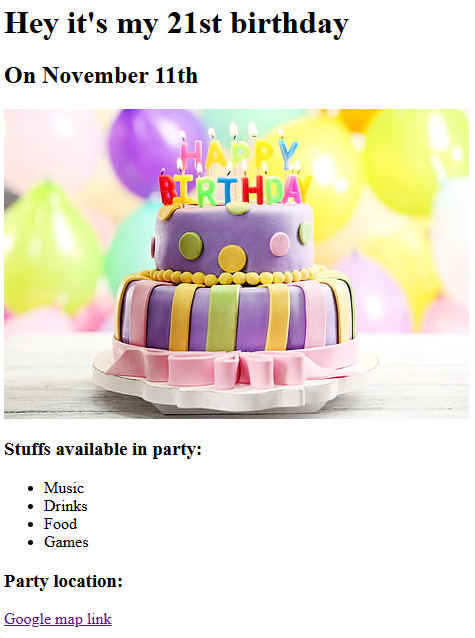 Hey it's my 21st birthday
On November 11th
HAPPY
BIRTHDAY
Stuffs available in party:
Music
Drinks
Food
Games
Party location:
Google map link